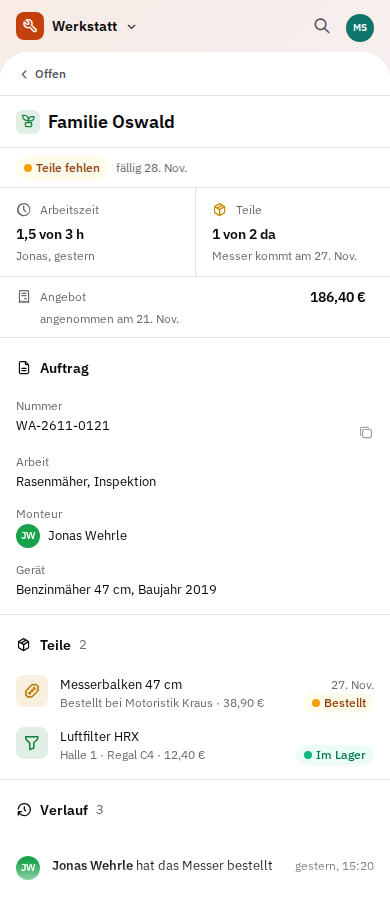 Werkstatt
MS
Offen
Familie Oswald
Teile fehlen fällig 28. Nov.
Arbeitszeit
1,5 von 3 h
Jonas, gestern
Teile
1 von 2 da
Messer kommt am 27. Nov.
Angebot 186,40 €
angenommen am 21. Nov.
Auftrag
Nummer
WA-2611-0121
Arbeit
Rasenmäher, Inspektion
Monteur
JW Jonas Wehrle
Gerät
Benzinmäher 47 cm, Baujahr 2019
Teile 2
Messerbalken 47 cm 27. Nov.
Bestellt bei Motoristik Kraus · 38,90 € Bestellt
Luftfilter HRX
Halle 1 · Regal C4 · 12,40 € Im Lager
Verlauf 3
JW Jonas Wehrle hat das Messer bestellt gestern, 15:20